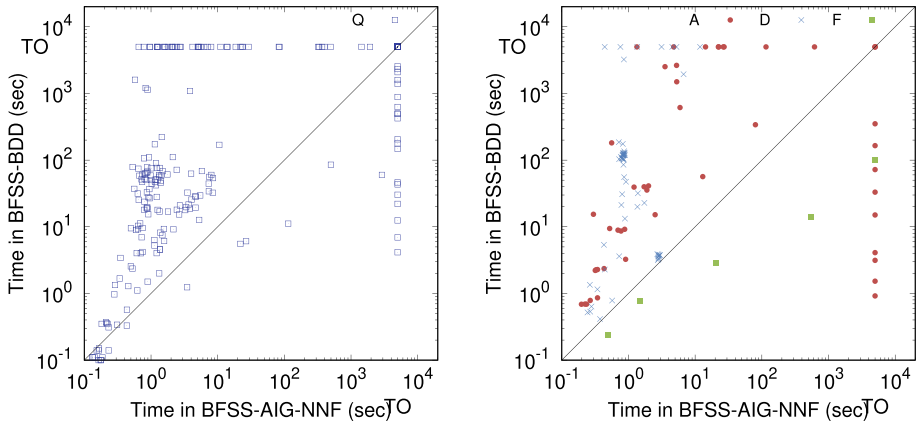 10^4 Q
TO
10^3
10^2
10^1
10^0
10^-1
Time in BFSS-BDD (sec)
10^-1 10^0 10^1 10^2 10^3 10^4
Time in BFSS-AIG-NNF (sec) TO
10^4 A D F
TO
10^3
10^2
10^1
10^0
10^-1
Time in BFSS-BDD (sec)
10^-1 10^0 10^1 10^2 10^3 10^4
Time in BFSS-AIG-NNF (sec) TO